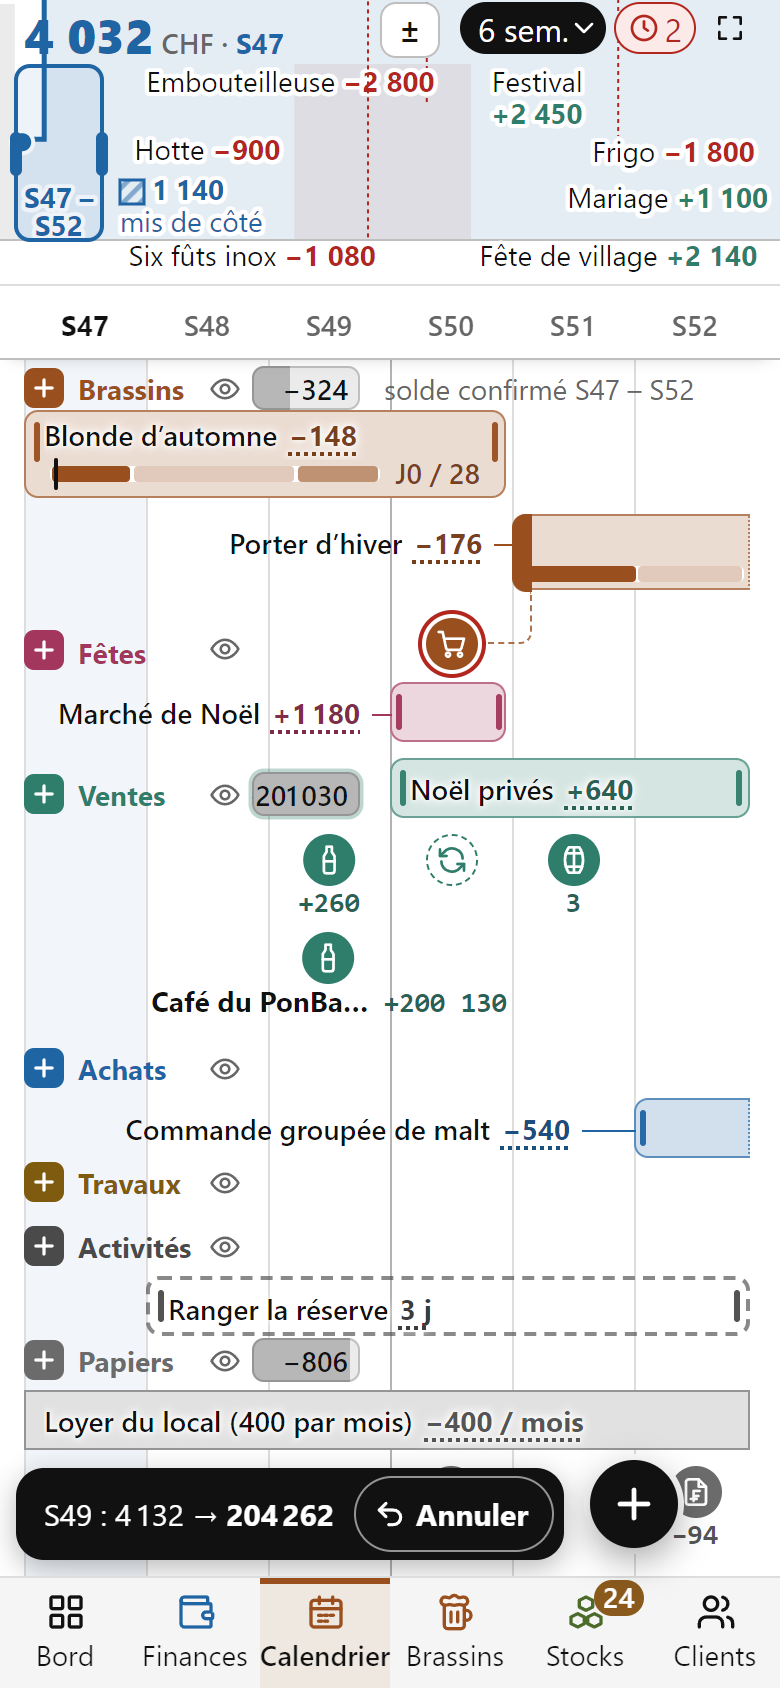 4 032 CHF · S47
±
6 sem.
2
Embouteilleuse −2 800
Festival
+2 450
Hotte −900
Frigo −1 800
S47 –
S52
1 140
mis de côté
Mariage +1 100
Six fûts inox −1 080
Fête de village +2 140
S47 S48 S49 S50 S51 S52
Brassins −324 solde confirmé S47 – S52
Blonde d’automne −148
J0 / 28
Porter d’hiver −176
Fêtes
Marché de Noël +1 180
Ventes 201030
Noël privés +640
+260
3
Café du PonBa… +200 130
Achats
Commande groupée de malt −540
Travaux
Activités
Ranger la réserve 3 j
Papiers −806
Loyer du local (400 par mois) −400 / mois
S49 : 4 132 → 204 262 Annuler
−94
24
Bord Finances Calendrier Brassins Stocks Clients